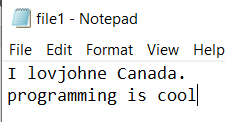 file1 - Notepad
File Edit Format View Help
I lovjohne Canada.
programming is cool